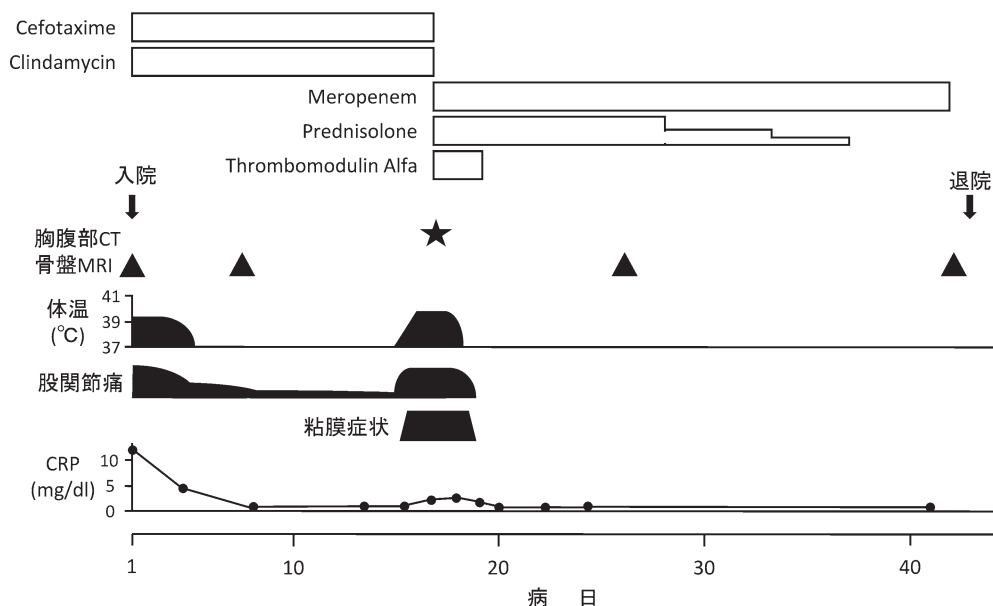 Cefotaxime
Clindamycin
Meropenem
Prednisolone
Thrombomodulin Alfa
入院
退院
胸腹部CT
骨盤MRI
体温
(℃)
41
39
37
股関節痛
粘膜症状
CRP
(mg/dl)
10
5
0
1 10 20 30 40
病 日